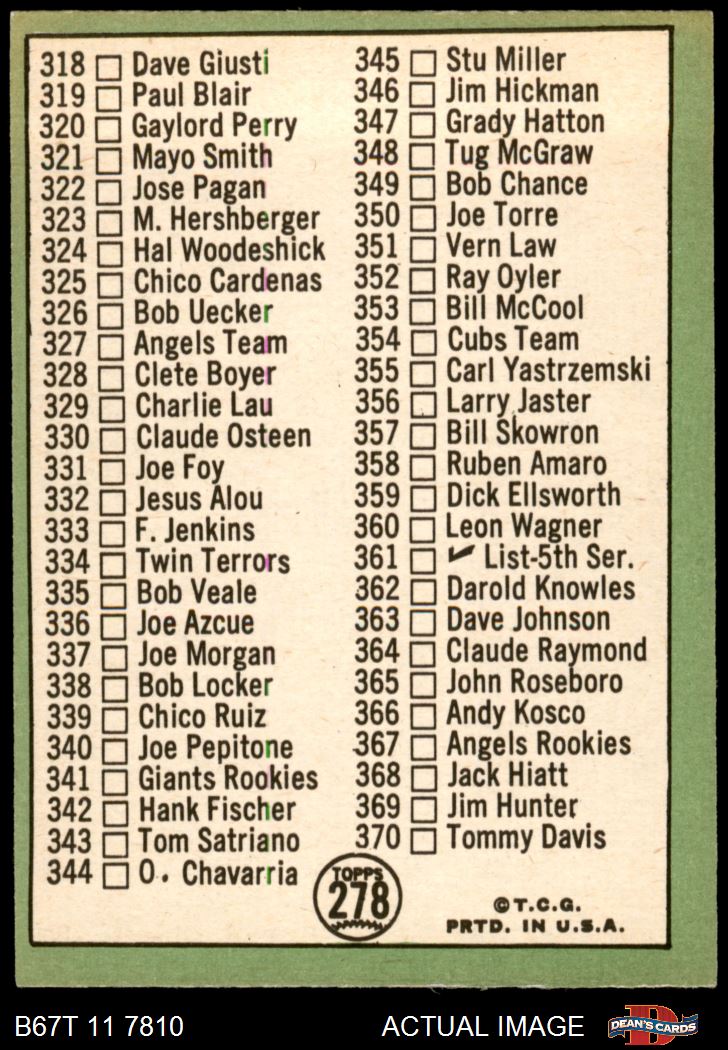 318 Dave Giusti
319 Paul Blair
320 Gaylord Perry
321 Mayo Smith
322 Jose Pagan
323 M. Hershberger
324 Hal Woodeshick
325 Chico Cardenas
326 Bob Uecker
327 Angels Team
328 Clete Boyer
329 Charlie Lau
330 Claude Osteen
331 Joe Foy
332 Jesus Alou
333 F. Jenkins
334 Twin Terrors
335 Bob Veale
336 Joe Azcue
337 Joe Morgan
338 Bob Locker
339 Chico Ruiz
340 Joe Pepitone
341 Giants Rookies
342 Hank Fischer
343 Tom Satriano
344 O. Chavarria
345 Stu Miller
346 Jim Hickman
347 Grady Hatton
348 Tug McGraw
349 Bob Chance
350 Joe Torre
351 Vern Law
352 Ray Oyler
353 Bill McCool
354 Cubs Team
355 Carl Yastrzemski
356 Larry Jaster
357 Bill Skowron
358 Ruben Amaro
359 Dick Ellsworth
360 Leon Wagner
361 ✔ List-5th Ser.
362 Darold Knowles
363 Dave Johnson
364 Claude Raymond
365 John Roseboro
366 Andy Kosco
367 Angels Rookies
368 Jack Hiatt
369 Jim Hunter
370 Tommy Davis
TOPPS
278
©T.C.G.
PRTD. IN U.S.A.
B67T 11 7810
ACTUAL IMAGE
D
DEAN'S CARDS